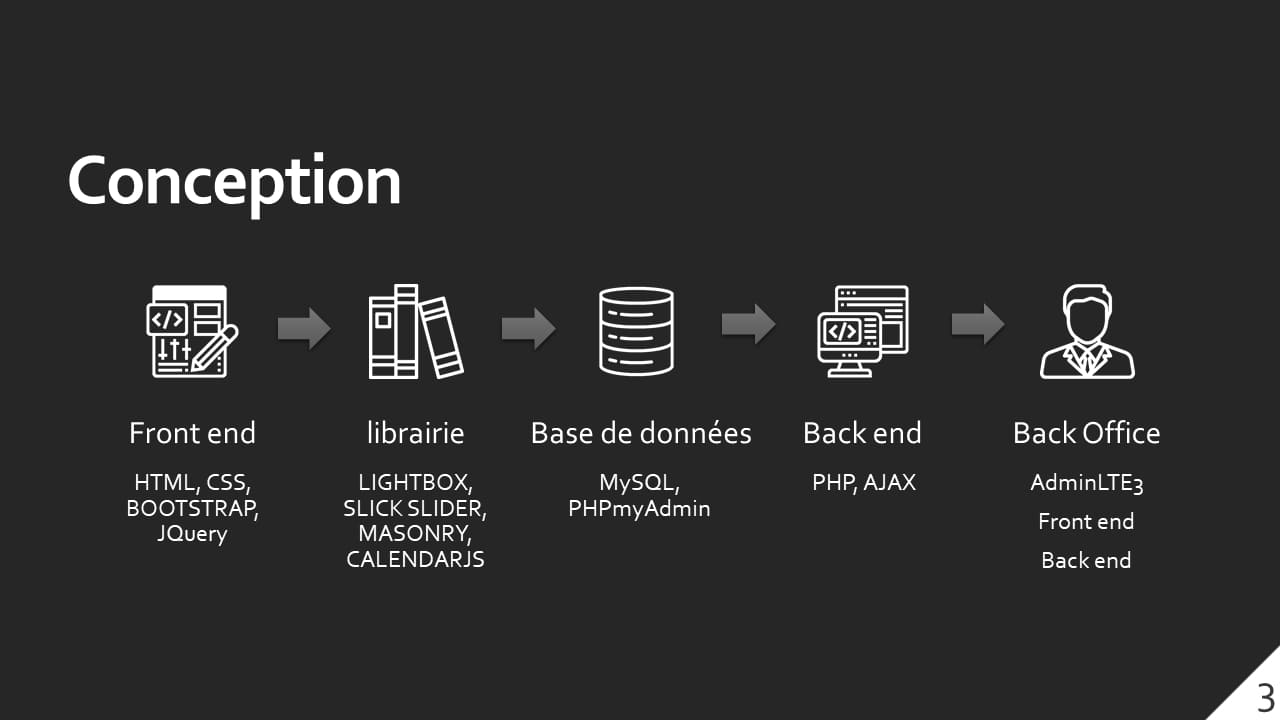 Conception
Front end
HTML, CSS,
BOOTSTRAP,
JQuery
librairie
LIGHTBOX,
SLICK SLIDER,
MASONRY,
CALENDARJS
Base de données
MySQL,
PHPmyAdmin
Back end
PHP, AJAX
Back Office
AdminLTE3
Front end
Back end
3